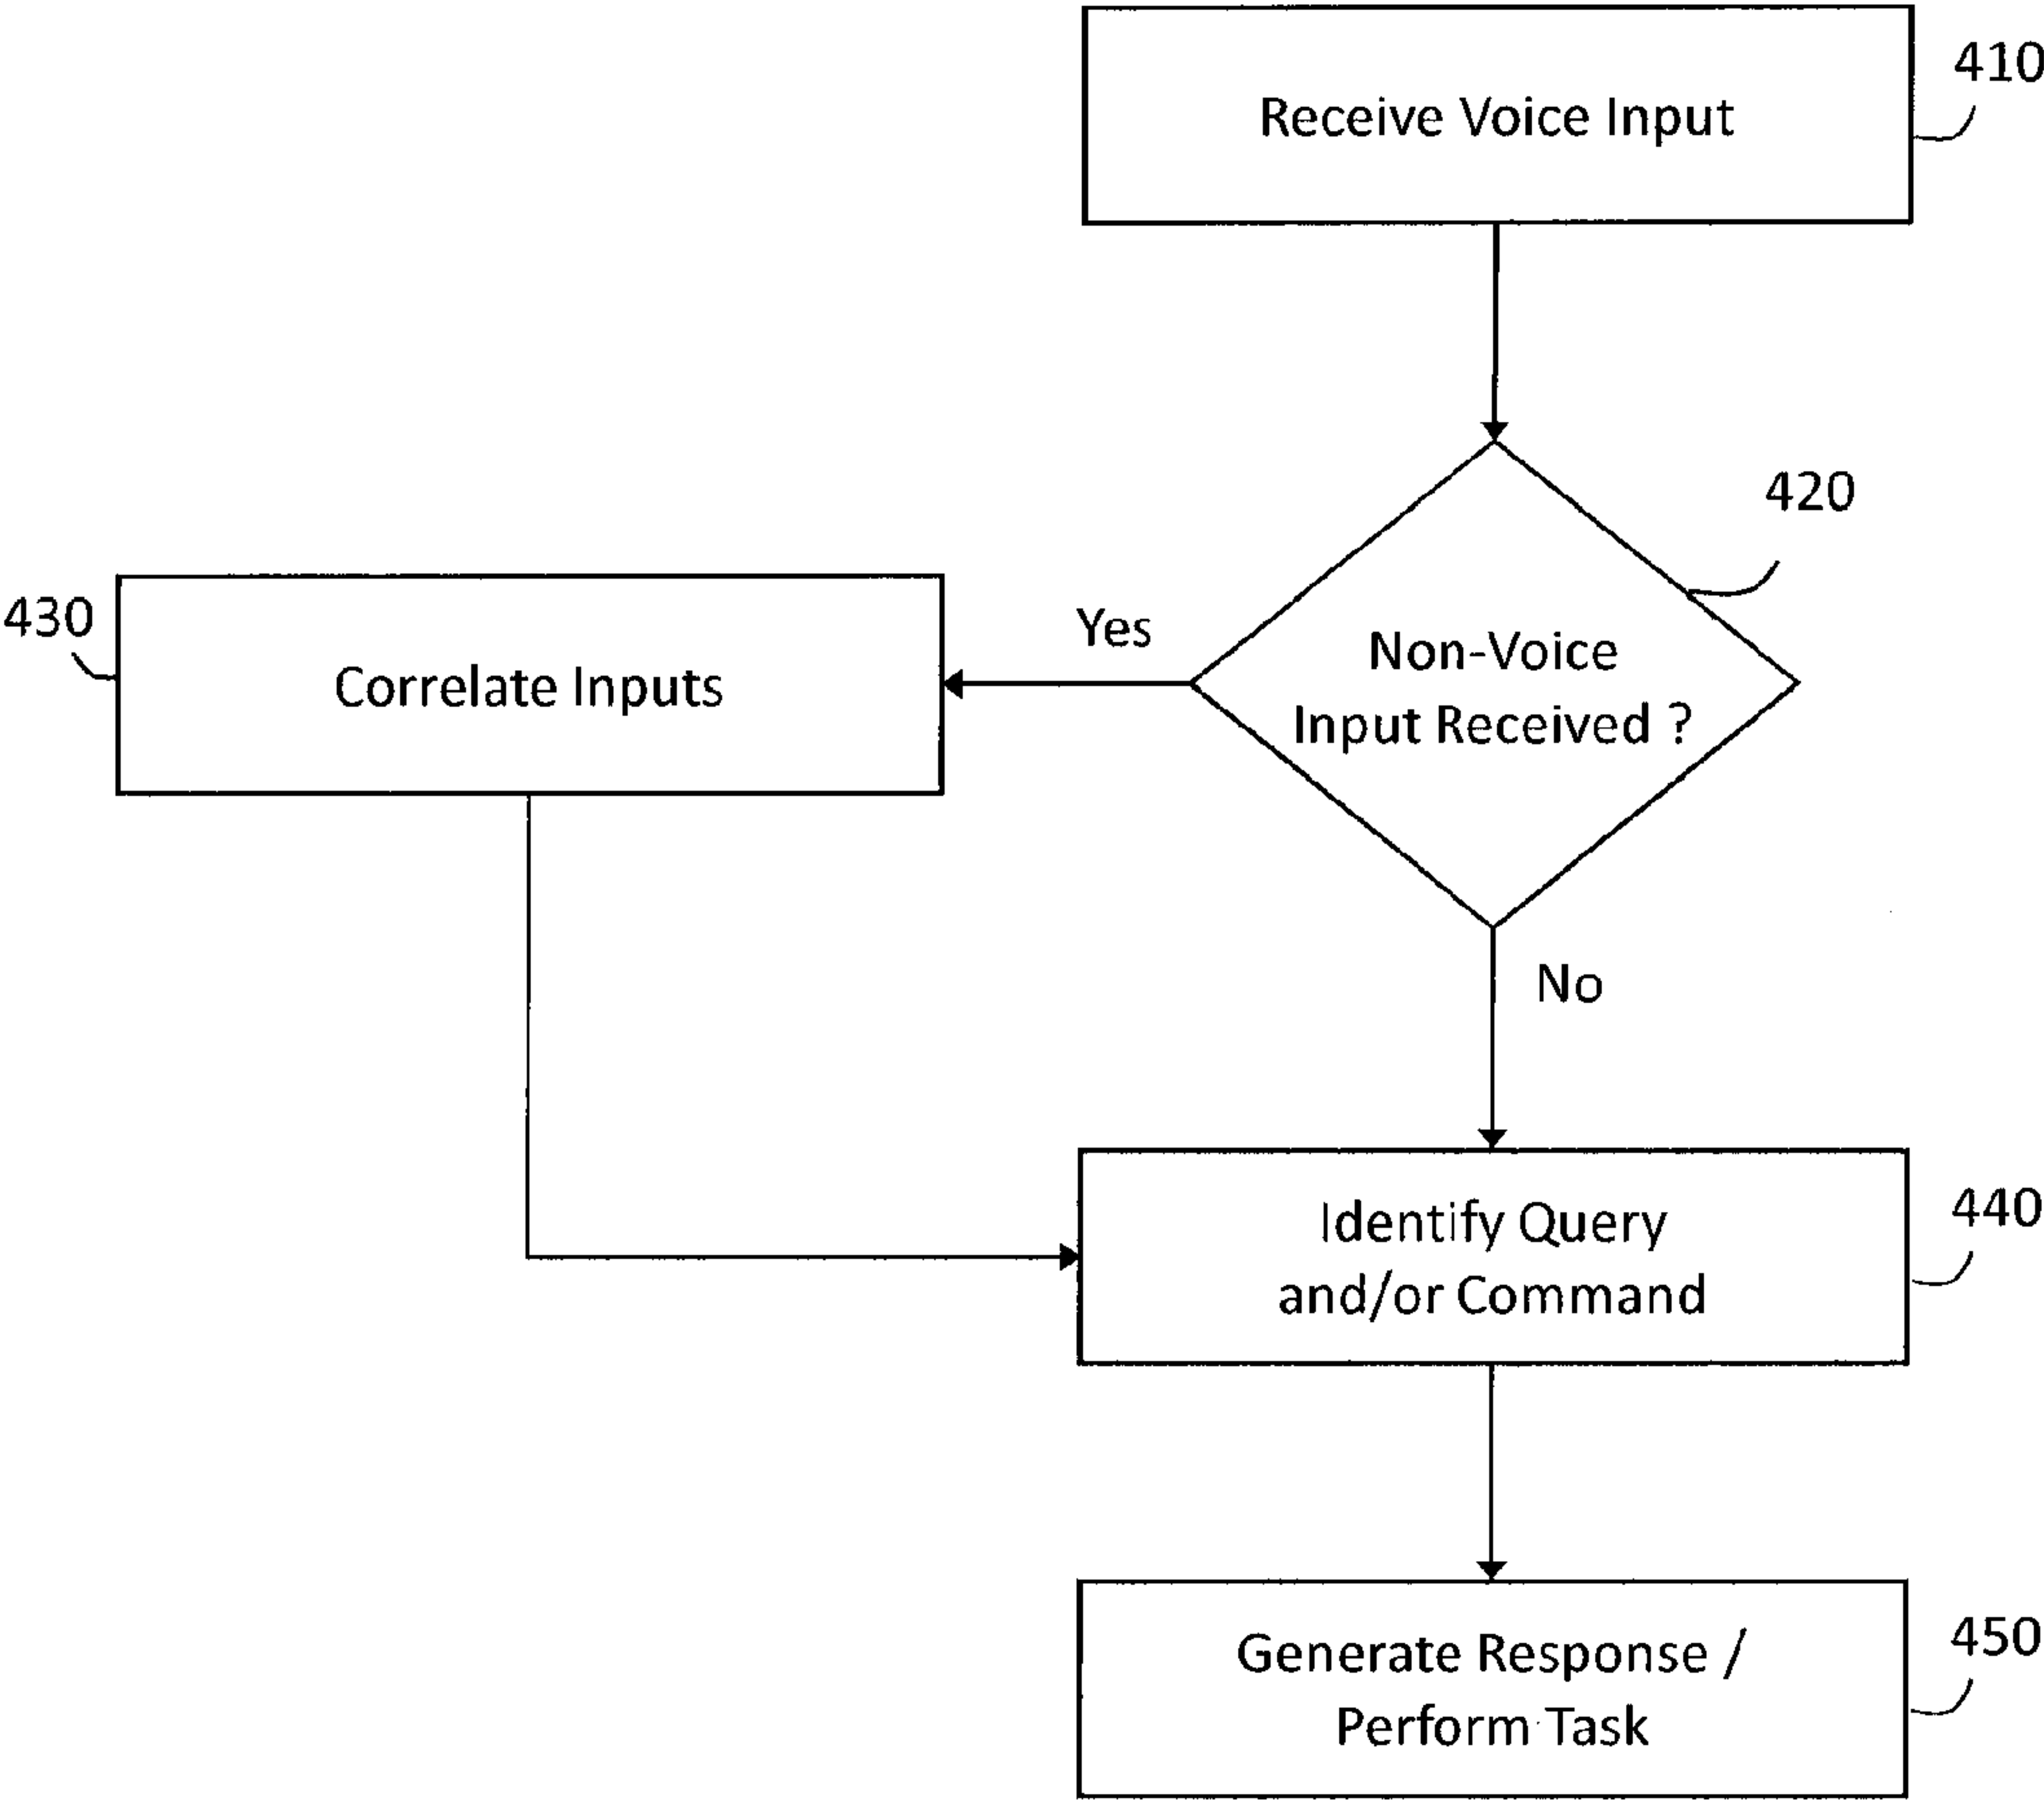 Receive Voice Input
410
420
Non-Voice
Input Received ?
Yes
430
Correlate Inputs
No
Identify Query
and/or Command
440
Generate Response /
Perform Task
450